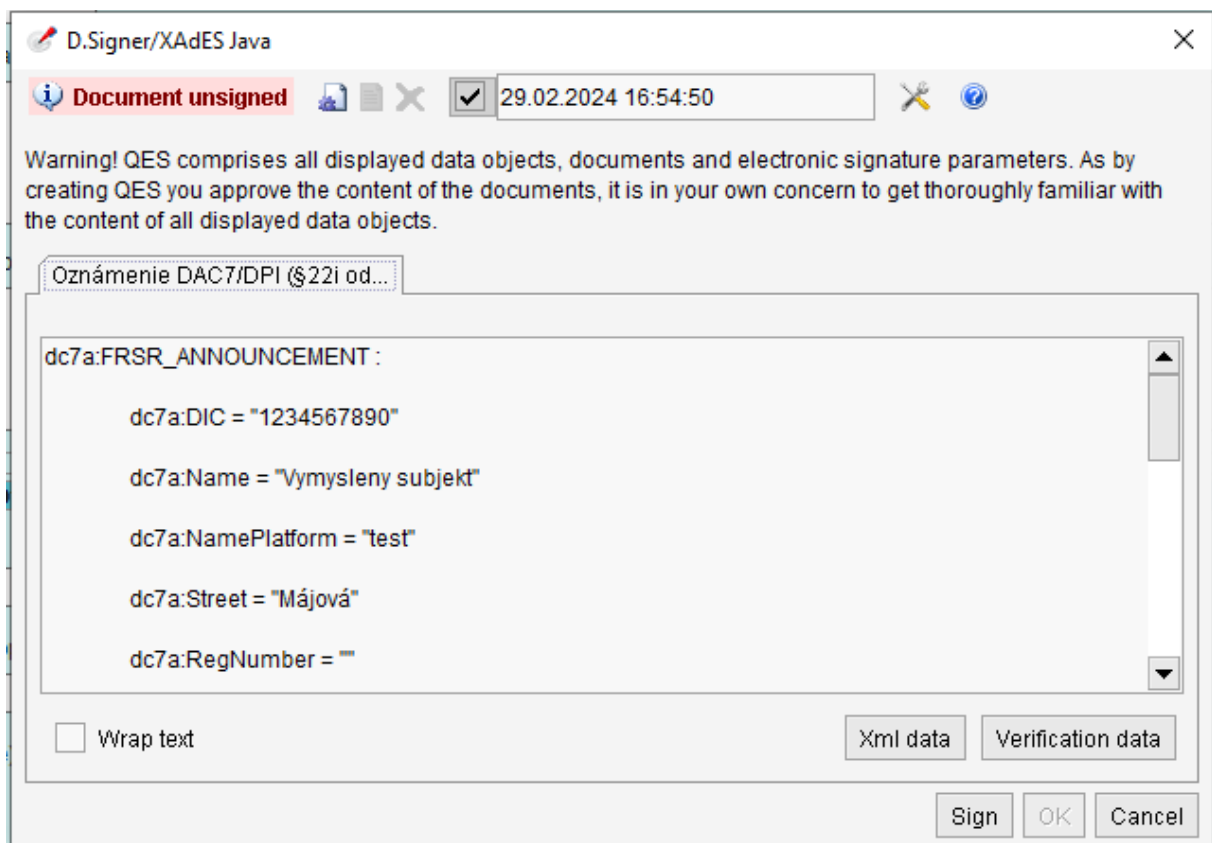 D.Signer/XAdES Java
Document unsigned
29.02.2024 16:54:50
Warning! QES comprises all displayed data objects, documents and electronic signature parameters. As by
creating QES you approve the content of the documents, it is in your own concern to get thoroughly familiar with
the content of all displayed data objects.
Oznámenie DAC7/DPI (§22i od...
dc7a:FRSR_ANNOUNCEMENT :
dc7a:DIC = "1234567890"
dc7a:Name = "Vymysleny subjekt"
dc7a:NamePlatform = "test"
dc7a:Street = "Májová"
dc7a:RegNumber = ""
Wrap text
Xml data
Verification data
Sign
OK
Cancel